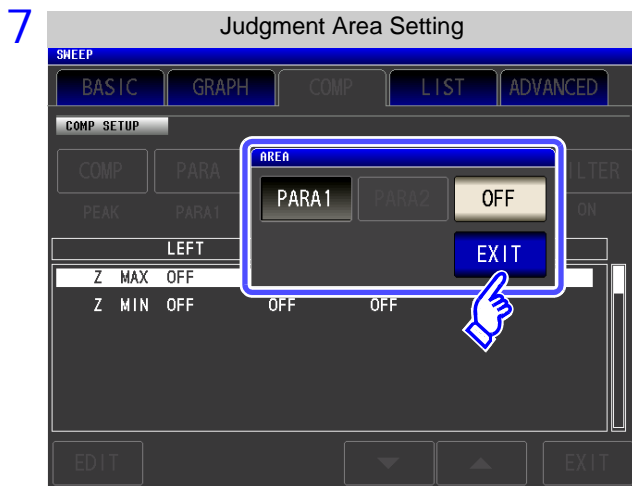 7
Judgment Area Setting
SWEEP
BASIC GRAPH COMP LIST ADVANCED
COMP SETUP
AREA
COMP PARA LTER
PARA1 PARA2 OFF
PEAK PARA1 ON
EXIT
LEFT
Z MAX OFF
Z MIN OFF OFF OFF
EDIT EXIT